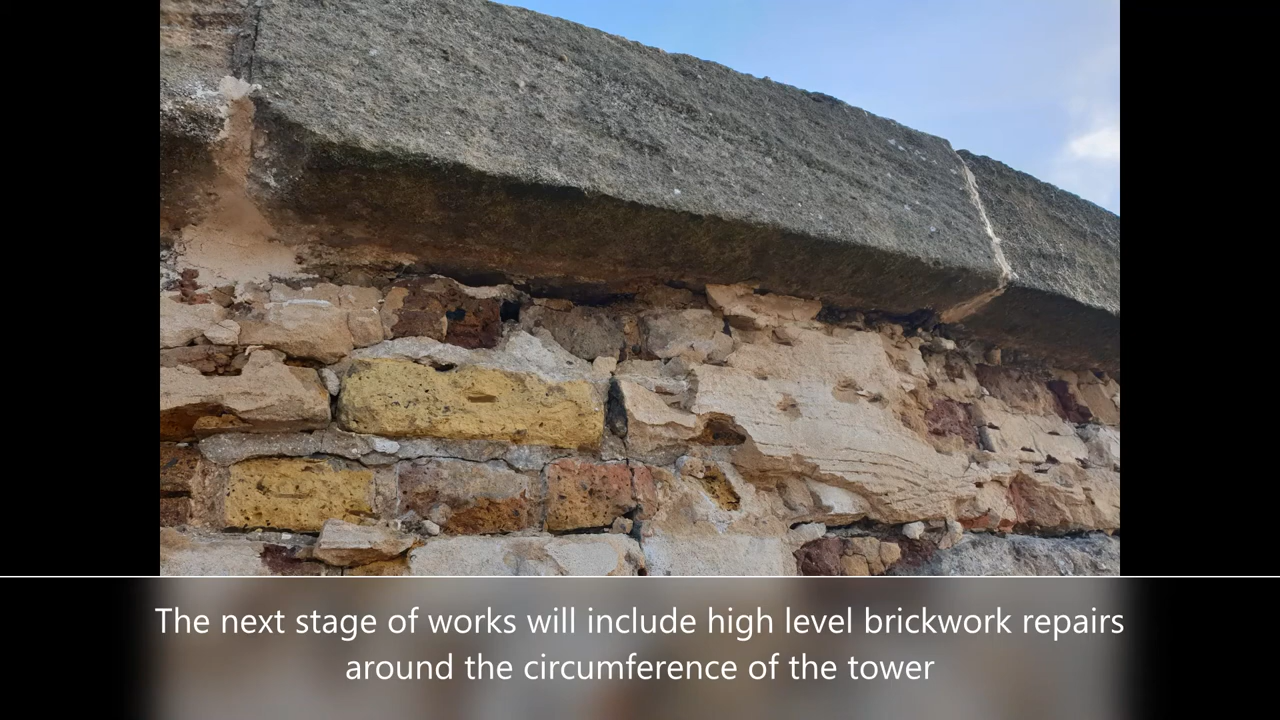 The next stage of works will include high level brickwork repairs
around the circumference of the tower